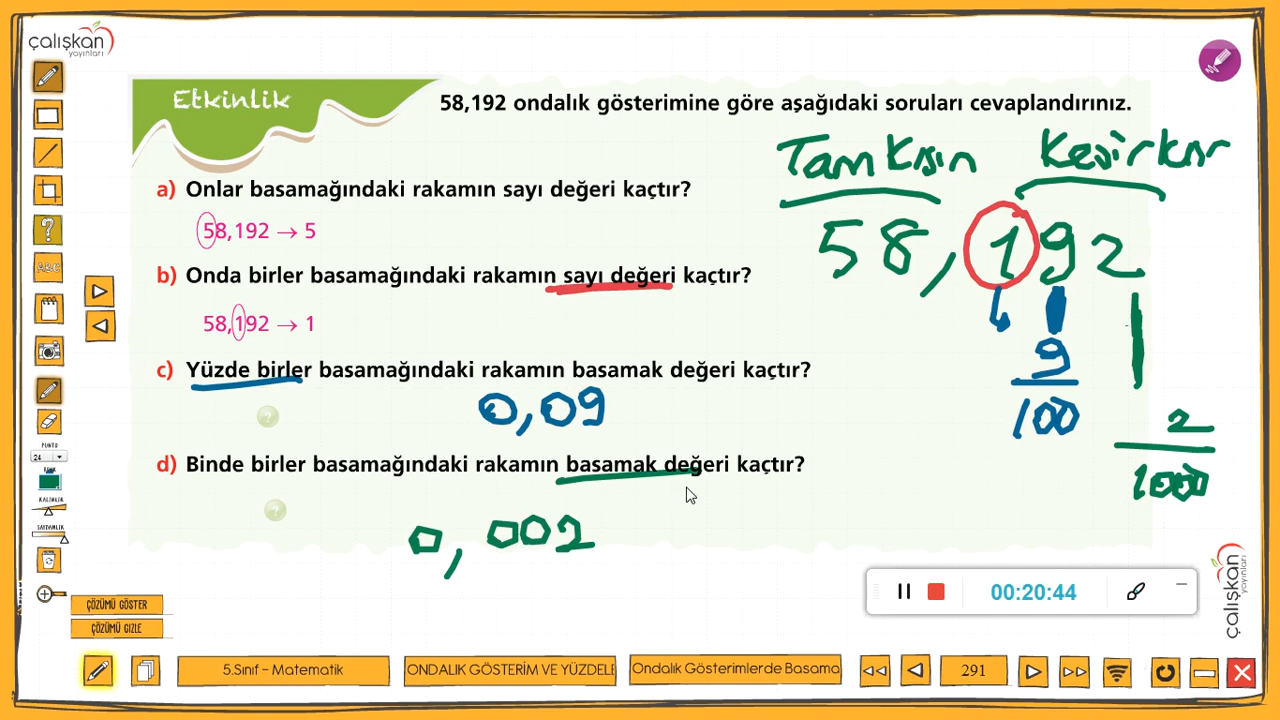 çalışkan
yayınları
Etkinlik
58,192 ondalık gösterimine göre aşağıdaki soruları cevaplandırınız.
Tam Kısım
Kesir Kısır
58,192
a) Onlar basamağındaki rakamın sayı değeri kaçtır?
58,192 → 5
b) Onda birler basamağındaki rakamın sayı değeri kaçtır?
58,192 → 1
9
100
c) Yüzde birler basamağındaki rakamın basamak değeri kaçtır?
?
0,09
2
1000
d) Binde birler basamağındaki rakamın basamak değeri kaçtır?
?
0,002
?
ABC
PUNTO
24
KALINLIK
SAYDAMLIK
ÇÖZÜMÜ GÖSTER
ÇÖZÜMÜ GİZLE
00:20:44
çalışkan
yayınları
5.Sınıf – Matematik
ONDALIK GÖSTERİM VE YÜZDELE
Ondalık Gösterimlerde Basama
291